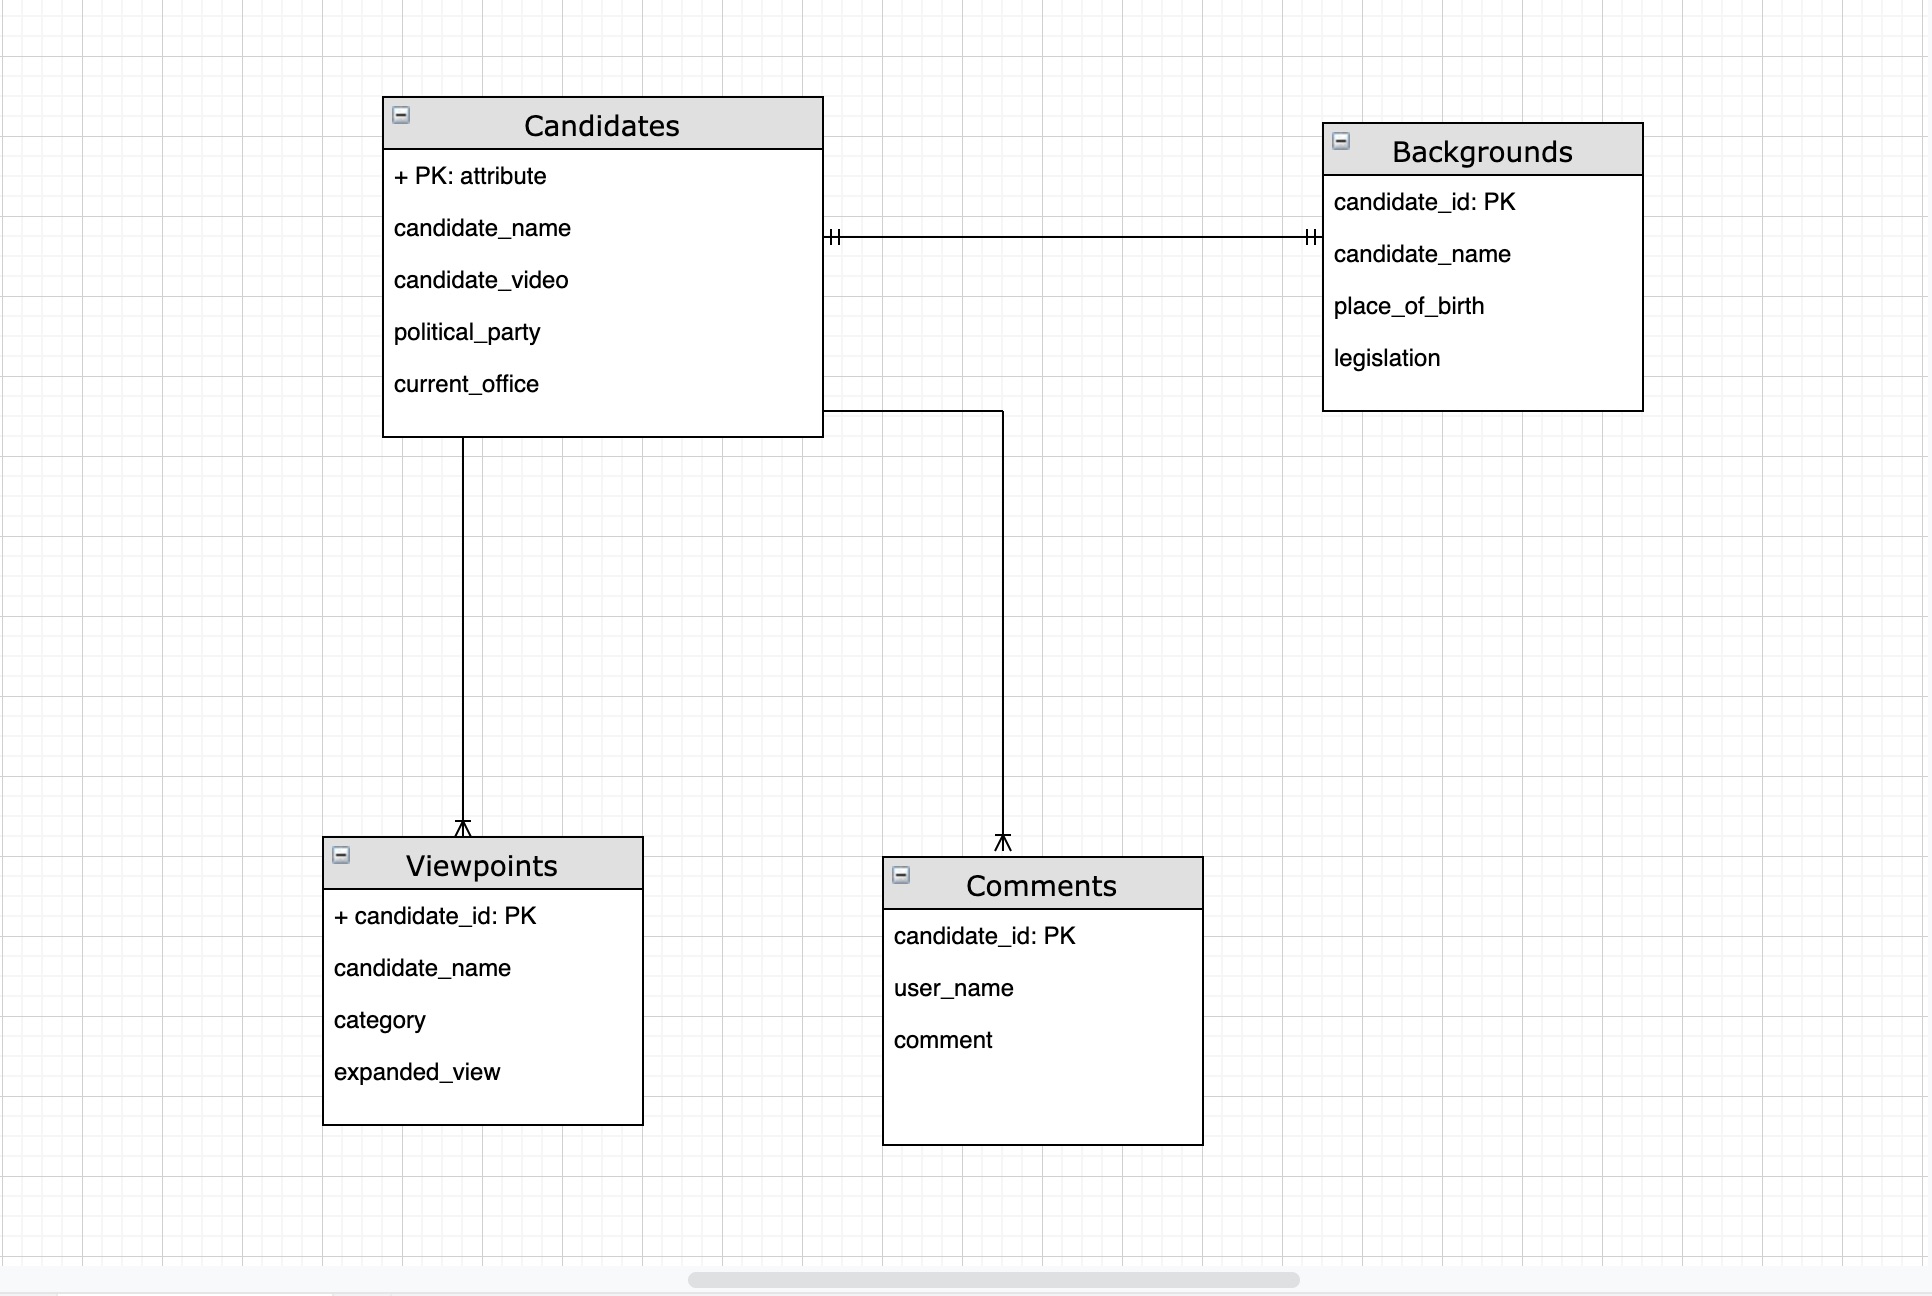 Candidates
+ PK: attribute
candidate_name
candidate_video
political_party
current_office
Backgrounds
candidate_id: PK
candidate_name
place_of_birth
legislation
Viewpoints
+ candidate_id: PK
candidate_name
category
expanded_view
Comments
candidate_id: PK
user_name
comment